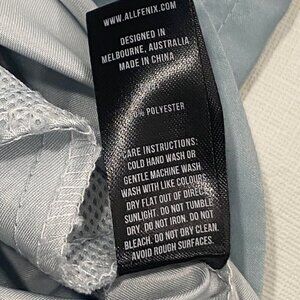 WWW.ALLFENIX.COM
DESIGNED IN
MELBOURNE, AUSTRALIA
MADE IN CHINA
% POLYESTER
CARE INSTRUCTIONS:
COLD HAND WASH OR
GENTLE MACHINE WASH.
WASH WITH LIKE COLOURS.
DRY FLAT OUT OF DIRECT
SUNLIGHT. DO NOT TUMBLE
DRY. DO NOT IRON. DO NOT
BLEACH. DO NOT DRY CLEAN.
AVOID ROUGH SURFACES.